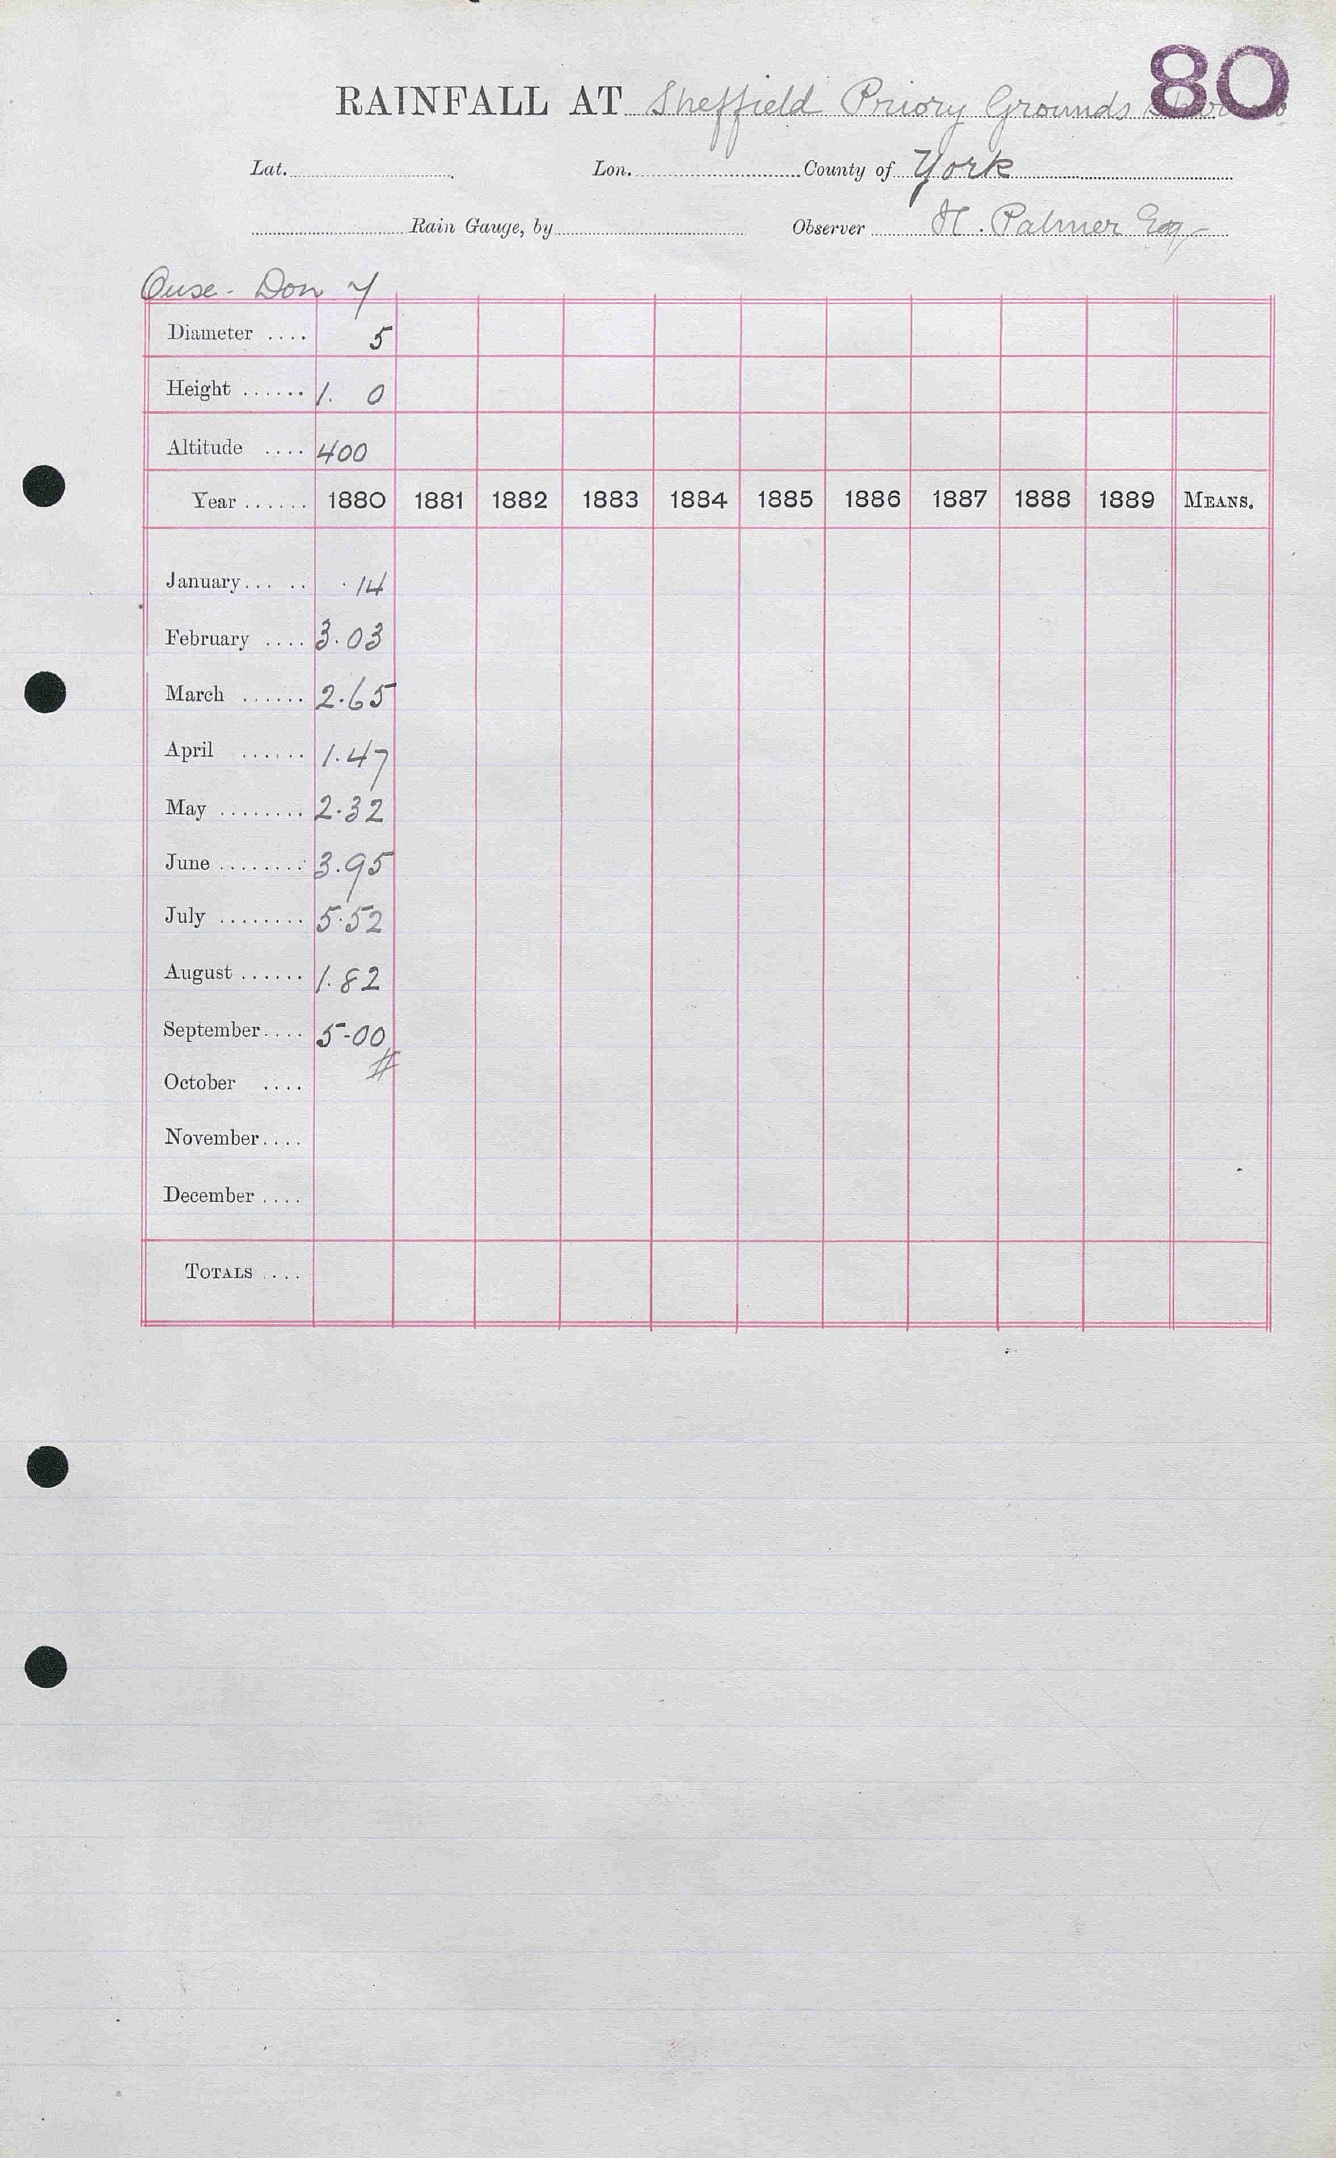 80
RAINFALL AT Sheffield Priory Grounds
Lat. Lon. County of York
Rain Gauge, by Observer H. Palmer Esq
Ouse - Don
Diameter .... 5
Height ...... 1. 0
Altitude .... 400
Year ...... 1880 1881 1882 1883 1884 1885 1886 1887 1888 1889 MEANS.
January... .. .14
February .... 3.03
March ...... 2.65
April ...... 1.47
May ........ 2.32
June ........ 3.95
July ........ 5.52
August ...... 1.82
September.... 5.00
#
October ....
November....
December ....
TOTALS ....